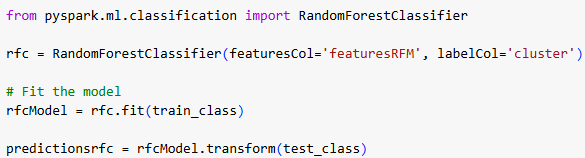 from pyspark.ml.classification import RandomForestClassifier
rfc = RandomForestClassifier(featuresCol='featuresRFM', labelCol='cluster')
# Fit the model
rfcModel = rfc.fit(train_class)
predictionsrfc = rfcModel.transform(test_class)